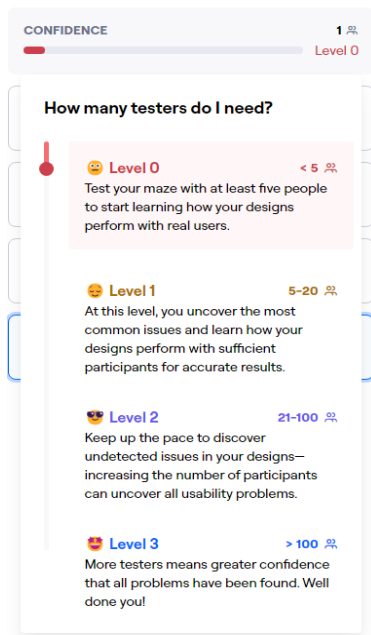 CONFIDENCE 1
Level 0
How many testers do I need?
Level 0 < 5
Test your maze with at least five people
to start learning how your designs
perform with real users.
Level 1 5–20
At this level, you uncover the most
common issues and learn how your
designs perform with sufficient
participants for accurate results.
Level 2 21–100
Keep up the pace to discover
undetected issues in your designs—
increasing the number of participants
can uncover all usability problems.
Level 3 > 100
More testers means greater confidence
that all problems have been found. Well
done you!